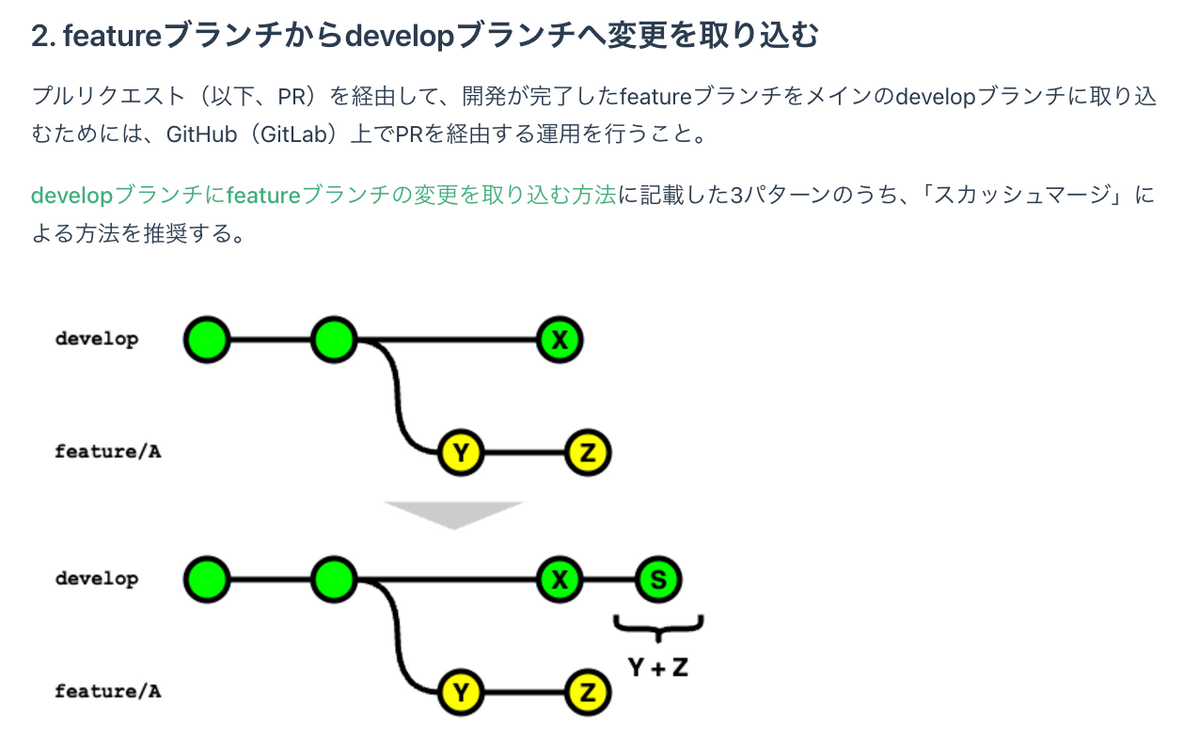 2. featureブランチからdevelopブランチへ変更を取り込む
プルリクエスト（以下、PR）を経由して、開発が完了したfeatureブランチをメインのdevelopブランチに取り込
むためには、GitHub（GitLab）上でPRを経由する運用を行うこと。
developブランチにfeatureブランチの変更を取り込む方法に記載した3パターンのうち、「スカッシュマージ」に
よる方法を推奨する。
develop
X
feature/A
Y
Z
develop
X
S
Y + Z
feature/A
Y
Z